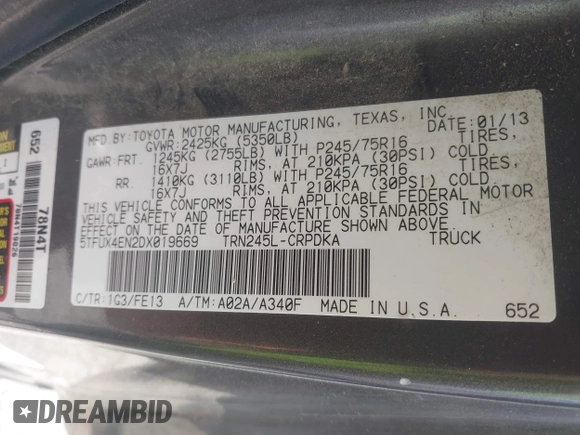 MFD. BY: TOYOTA MOTOR MANUFACTURING, TEXAS, INC.
GVWR: 2425KG (5350LB) DATE: 01/13
GAWR: FRT. 1245KG (2755LB) WITH P245/75R16 TIRES,
16X7J RIMS, AT 210KPA (30PSI) COLD
RR. 1410KG (3110LB) WITH P245/75R16 TIRES,
16X7J RIMS, AT 210KPA (30PSI) COLD
THIS VEHICLE CONFORMS TO ALL APPLICABLE FEDERAL MOTOR
VEHICLE SAFETY AND THEFT PREVENTION STANDARDS IN
EFFECT ON THE DATE OF MANUFACTURE SHOWN ABOVE.
5TFUX4EN2DX019669 TRN245L-CRPDKA TRUCK
C/TR: 1G3/FE13 A/TM: A02A/A340F MADE IN U.S.A. 652
652
78N4T
DREAMBID